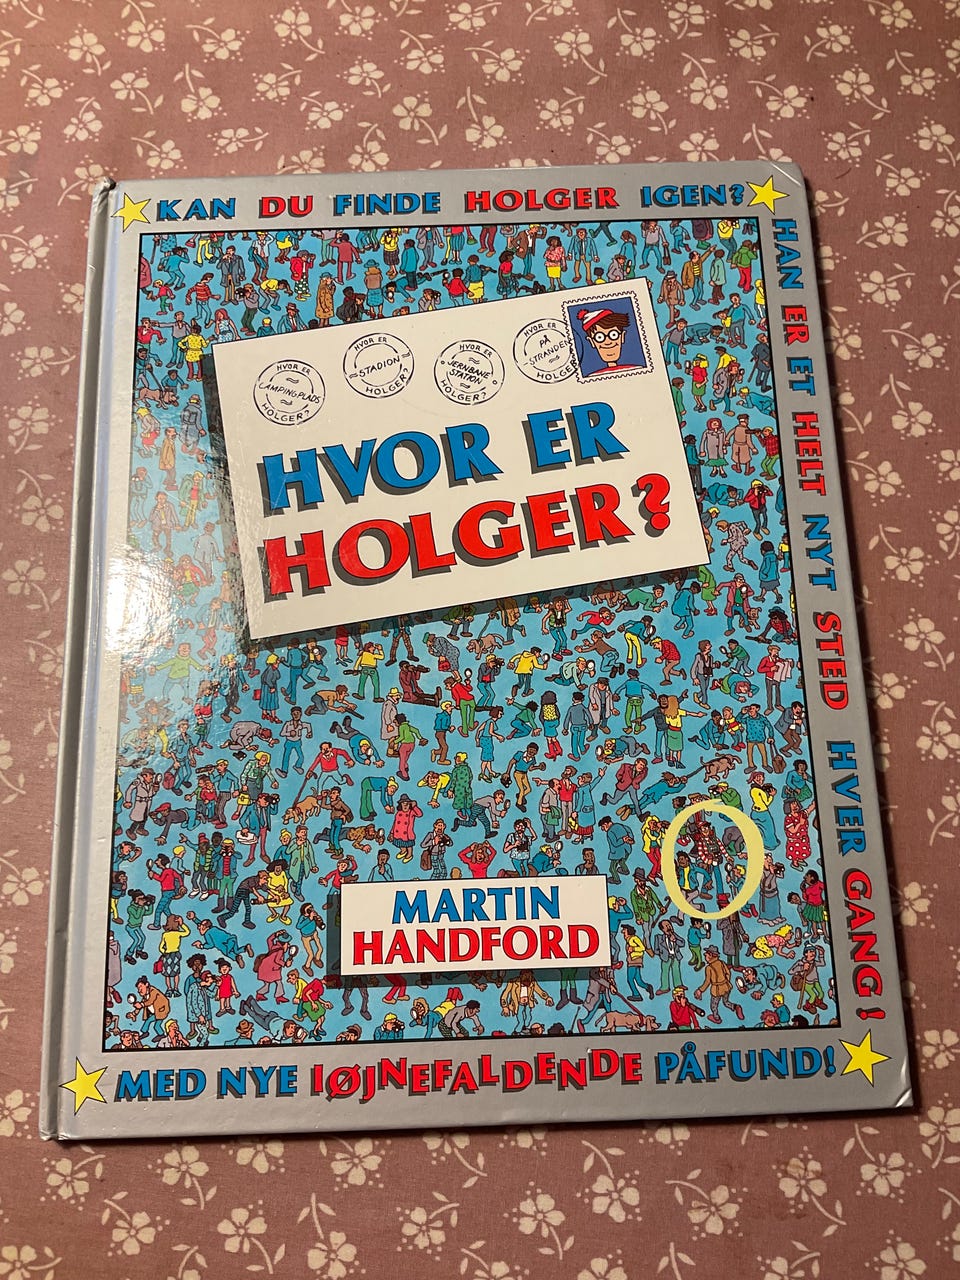 KAN DU FINDE HOLGER IGEN?
HAN ER ET HELT NYT STED HVER GANG!
HVOR ER
CAMPINGPLADS
HOLGER?
HVOR ER
STADION
HOLGER?
HVOR ER
JERNBANE
STATION
HOLGER?
HVOR ER
PÅ
STRANDEN
HOLGER?
HVOR ER
HOLGER?
MARTIN
HANDFORD
MED NYE IØJNEFALDENDE PÅFUND!